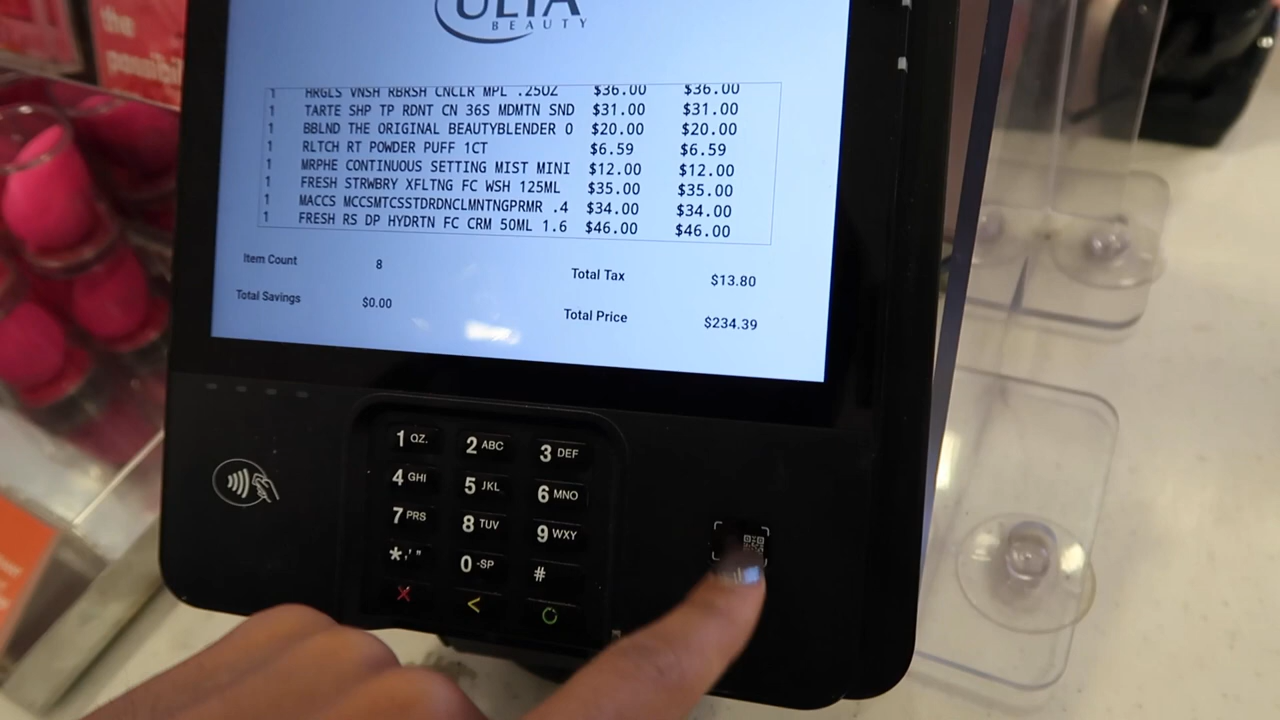 the
possibil
ULTA
BEAUTY
1 HRGLS VNSH RBRSH CNCLR MPL .25OZ $36.00 $36.00
1 TARTE SHP TP RDNT CN 36S MDMTN SND $31.00 $31.00
1 BBLND THE ORIGINAL BEAUTYBLENDER 0 $20.00 $20.00
1 RLTCH RT POWDER PUFF 1CT $6.59 $6.59
1 MRPHE CONTINUOUS SETTING MIST MINI $12.00 $12.00
1 FRESH STRWBRY XFLTNG FC WSH 125ML $35.00 $35.00
1 MACCS MCCSMTCSSTDRDNCLMNTNGPRMR .4 $34.00 $34.00
1 FRESH RS DP HYDRTN FC CRM 50ML 1.6 $46.00 $46.00
Item Count 8 Total Tax $13.80
Total Savings $0.00 Total Price $234.39
1 QZ. 2 ABC 3 DEF
4 GHI 5 JKL 6 MNO
7 PRS 8 TUV 9 WXY
*,'" 0 -SP #
X < O